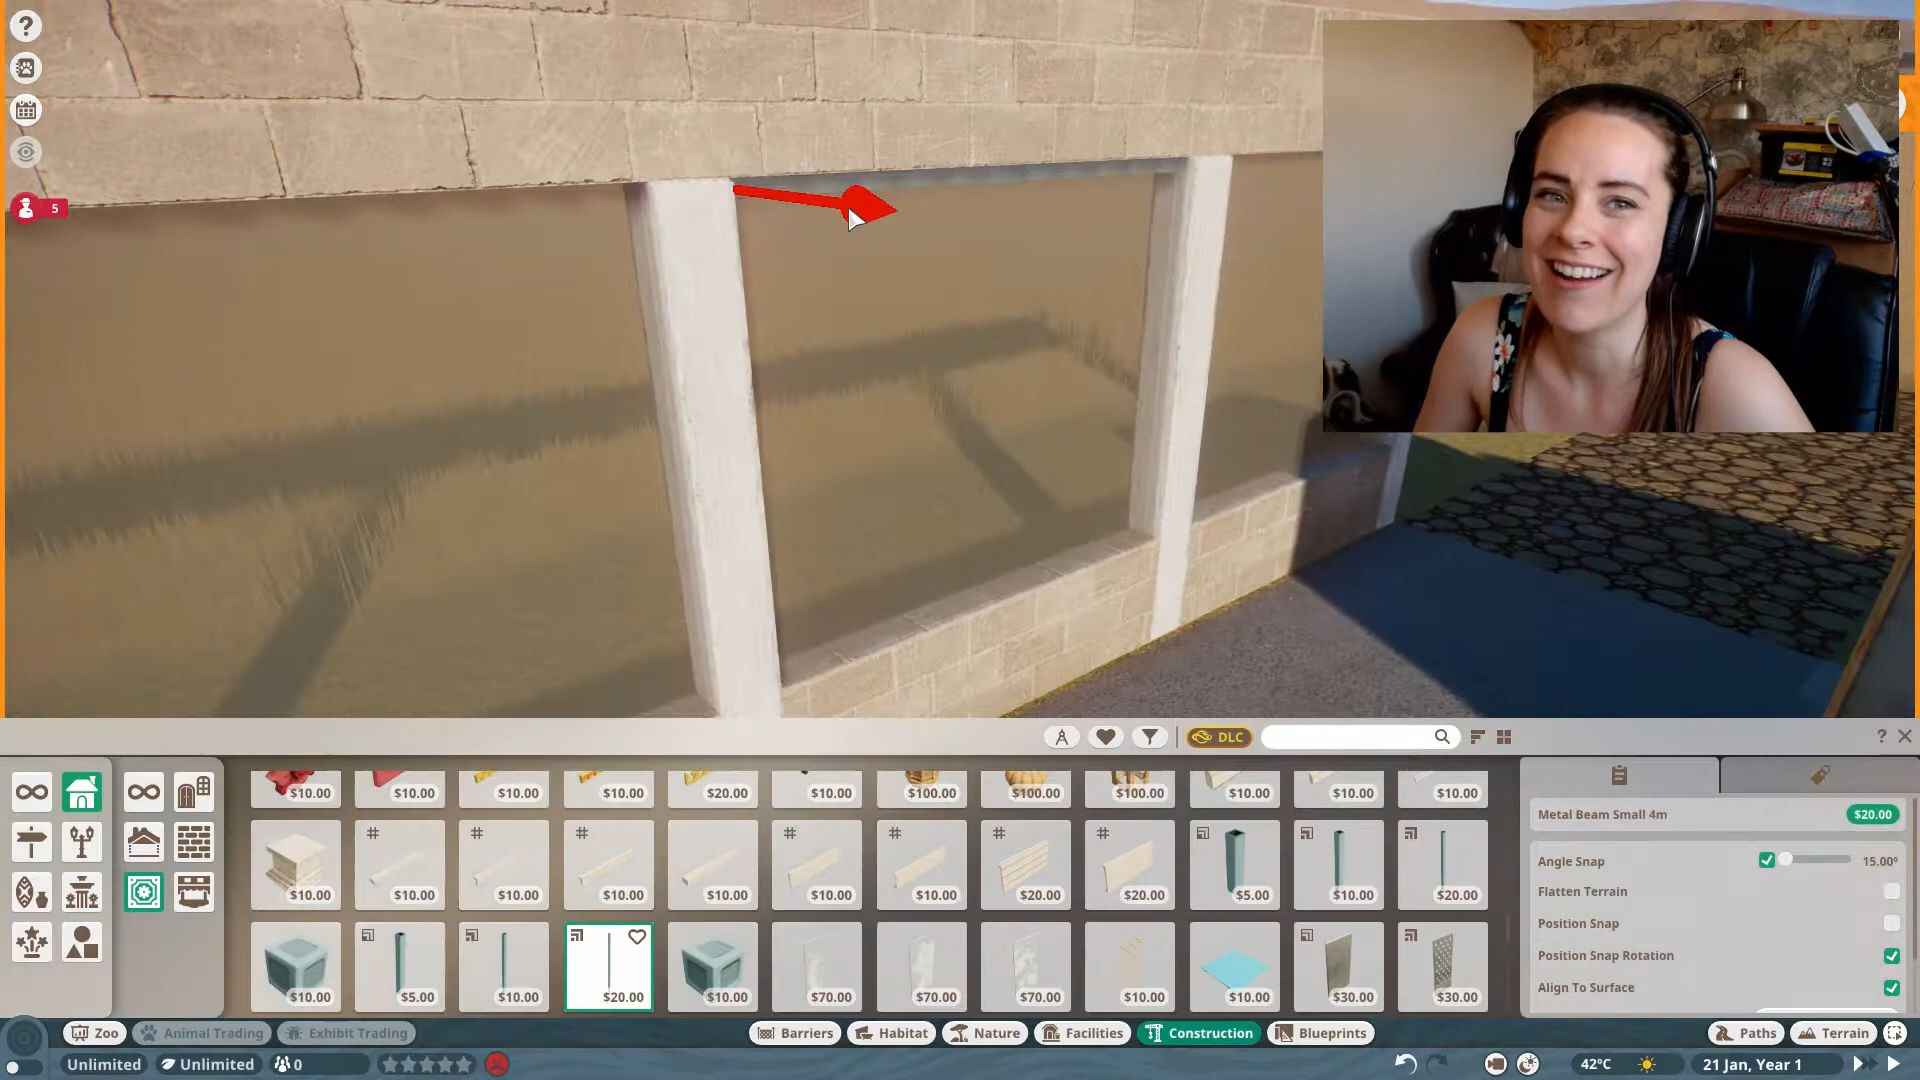 ?
5
DLC
? ×
$10.00 $10.00 $10.00 $10.00 $20.00 $10.00 $100.00 $100.00 $100.00 $10.00 $10.00 $10.00
# # # # # # #
$10.00 $10.00 $10.00 $10.00 $10.00 $10.00 $10.00 $20.00 $20.00 $5.00 $10.00 $20.00
$10.00 $5.00 $10.00 $20.00 $10.00 $70.00 $70.00 $70.00 $10.00 $10.00 $30.00 $30.00
Metal Beam Small 4m $20.00
Angle Snap 15.00°
Flatten Terrain
Position Snap
Position Snap Rotation
Align To Surface
Zoo Animal Trading Exhibit Trading Barriers Habitat Nature Facilities Construction Blueprints Paths Terrain
Unlimited Unlimited 0 42°C 21 Jan, Year 1